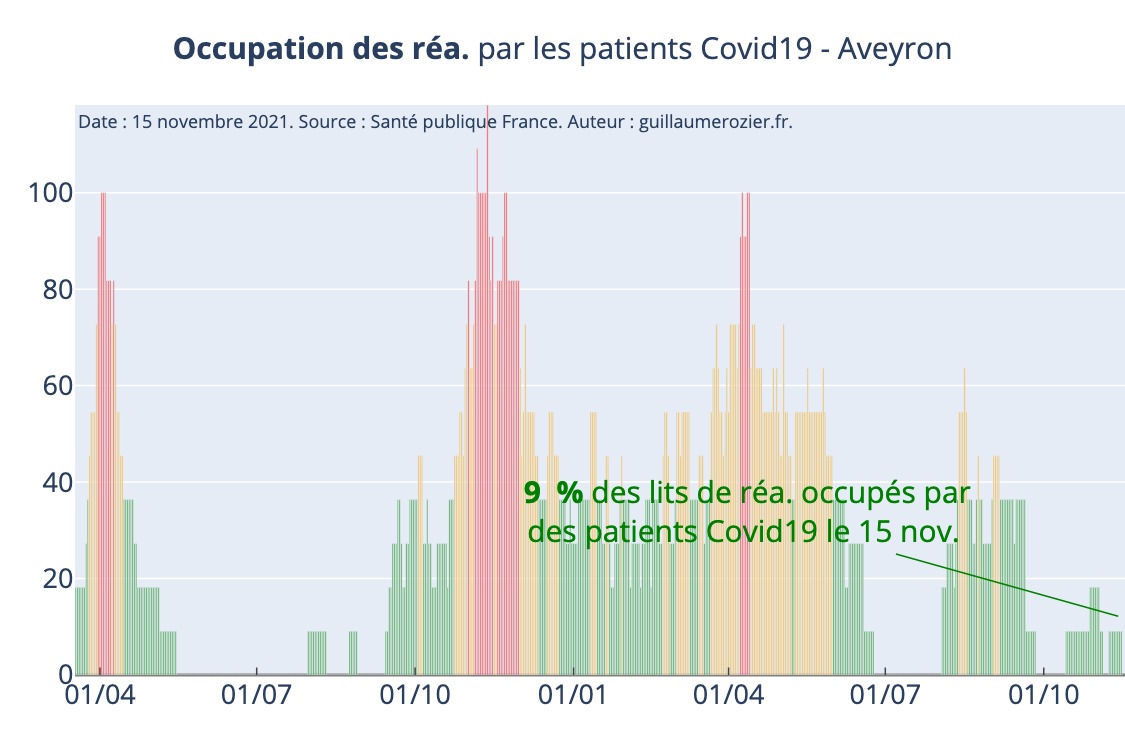 Occupation des réa. par les patients Covid19 - Aveyron
Date : 15 novembre 2021. Source : Santé publique France. Auteur : guillaumerozier.fr.
100
80
60
40
20
0
9 % des lits de réa. occupés par
des patients Covid19 le 15 nov.
01/04 01/07 01/10 01/01 01/04 01/07 01/10